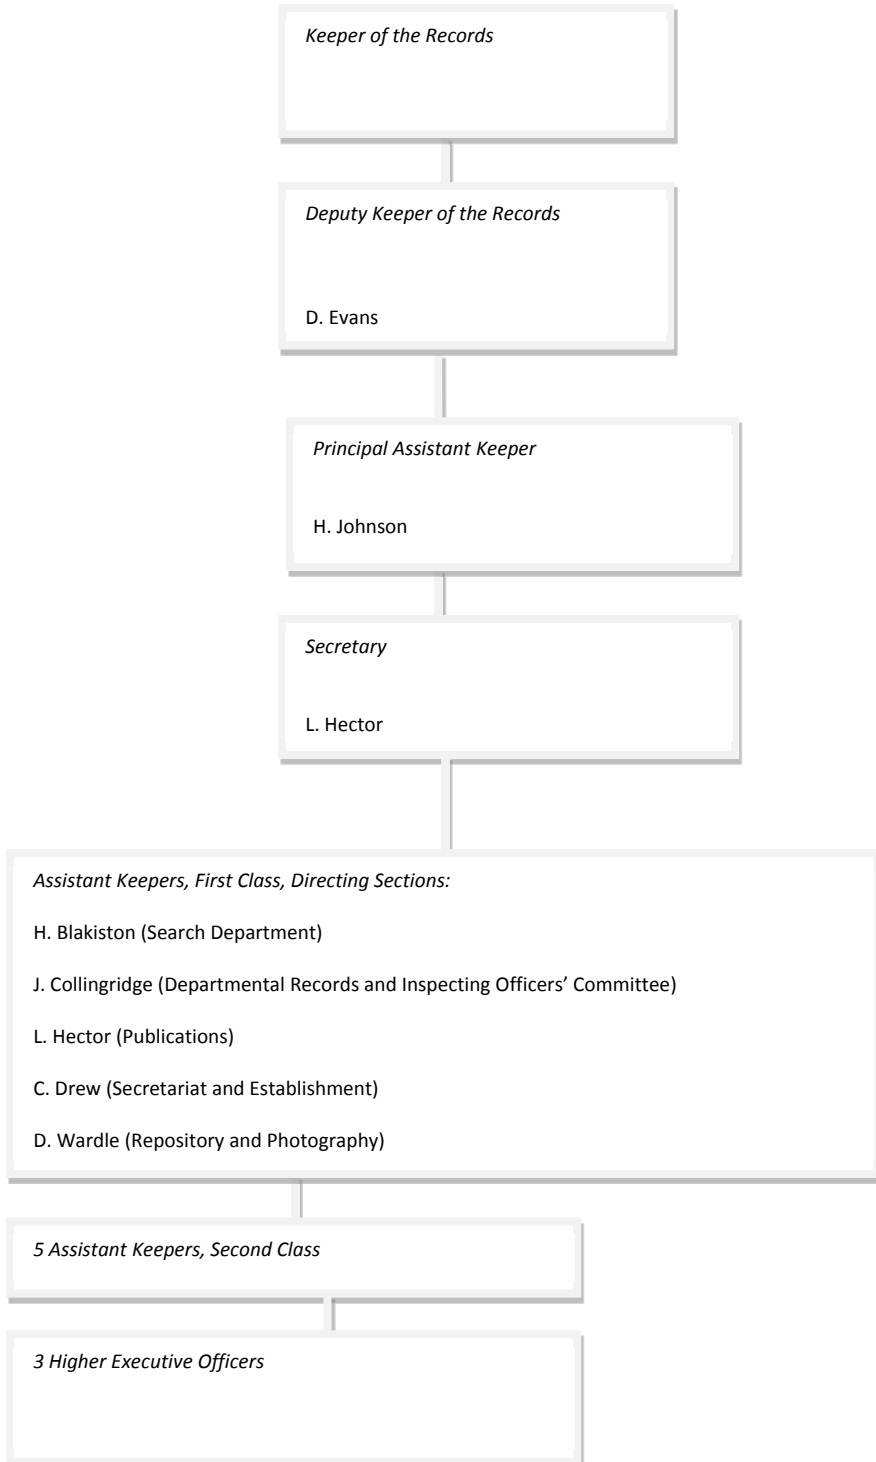 Keeper of the Records
Deputy Keeper of the Records
D. Evans
Principal Assistant Keeper
H. Johnson
Secretary
L. Hector
Assistant Keepers, First Class, Directing Sections:
H. Blakiston (Search Department)
J. Collingridge (Departmental Records and Inspecting Officers’ Committee)
L. Hector (Publications)
C. Drew (Secretariat and Establishment)
D. Wardle (Repository and Photography)
5 Assistant Keepers, Second Class
3 Higher Executive Officers